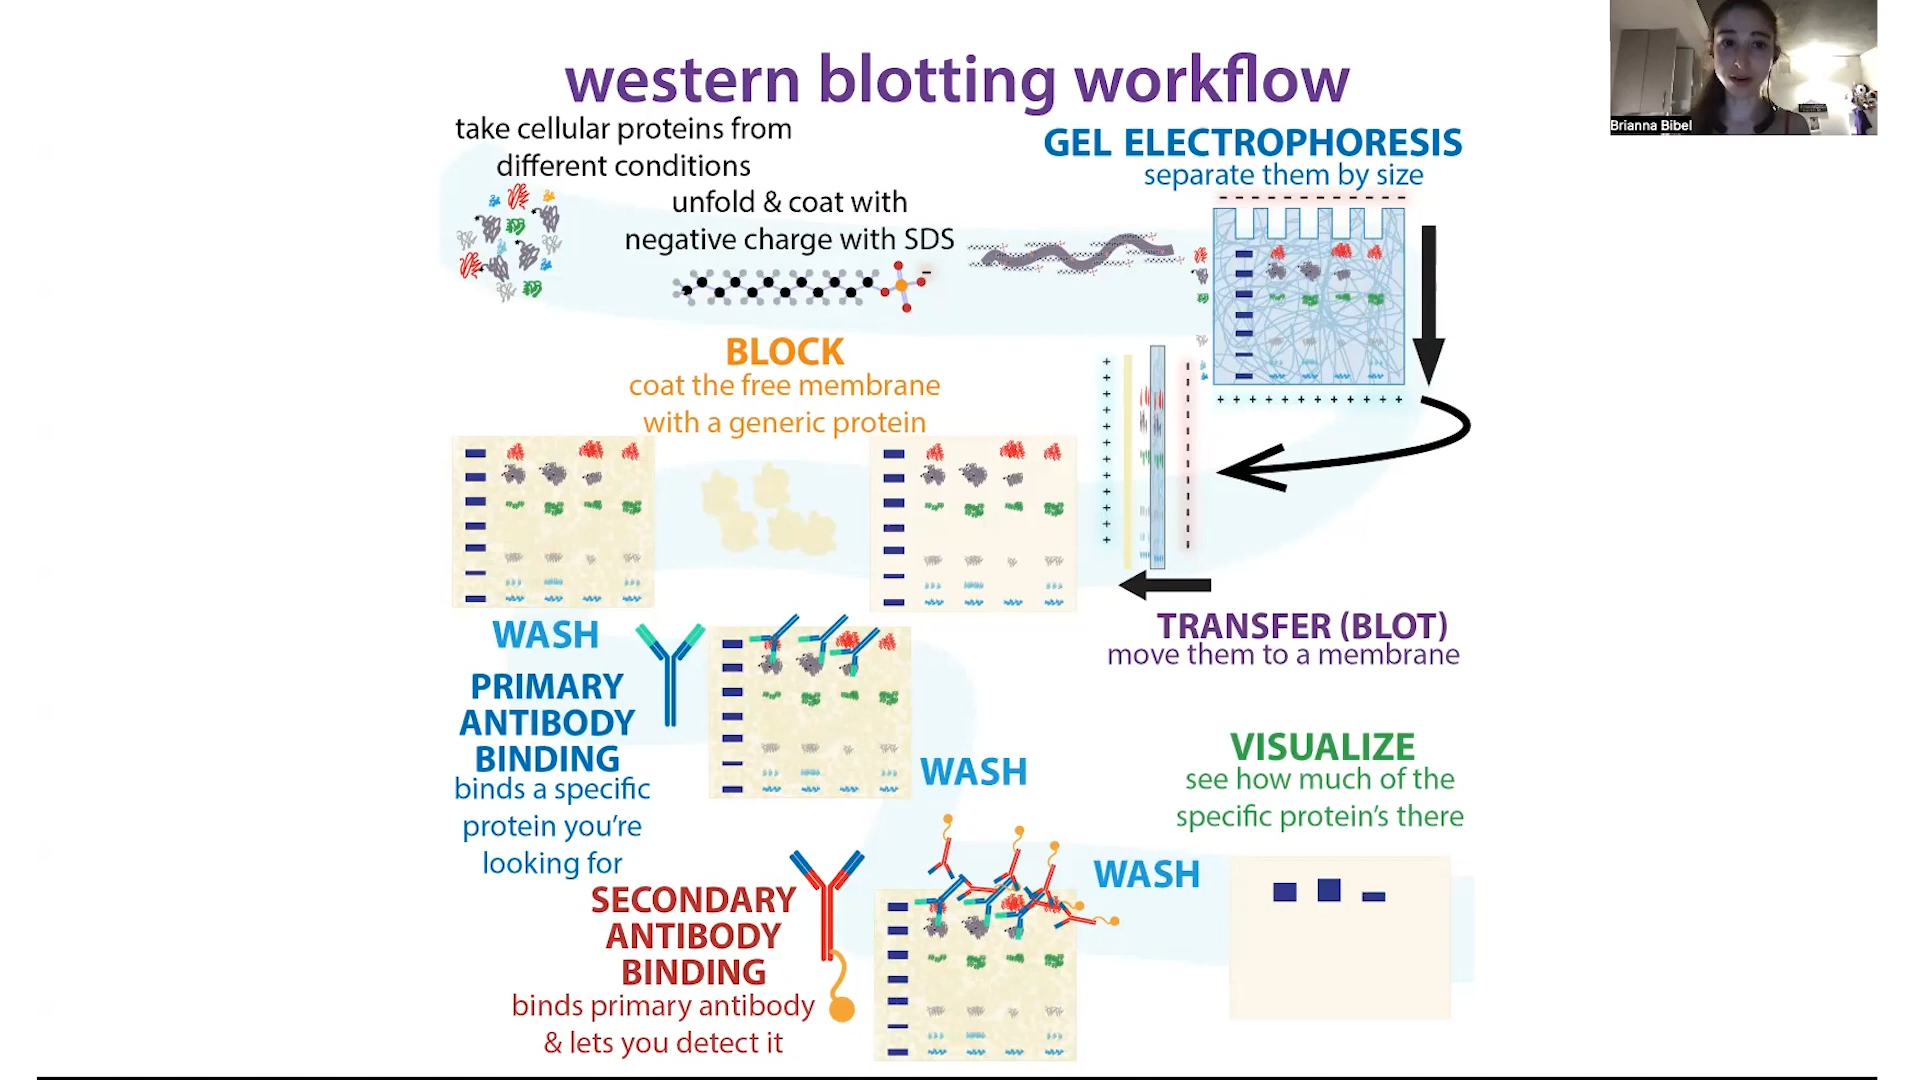 western blotting workflow
take cellular proteins from
different conditions
unfold & coat with
negative charge with SDS
GEL ELECTROPHORESIS
separate them by size
BLOCK
coat the free membrane
with a generic protein
TRANSFER (BLOT)
move them to a membrane
WASH
PRIMARY
ANTIBODY
BINDING
binds a specific
protein you're
looking for
WASH
SECONDARY
ANTIBODY
BINDING
binds primary antibody
& lets you detect it
WASH
VISUALIZE
see how much of the
specific protein's there
Brianna Bibel